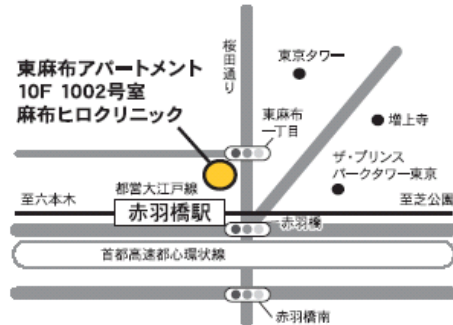 東麻布アパートメント
10F 1002号室
麻布ヒロクリニック
桜田通り
東京タワー
東麻布
一丁目
増上寺
ザ・プリンス
パークタワー東京
都営大江戸線
至六本木
赤羽橋駅
至芝公園
赤羽橋
首都高速都心環状線
赤羽橋南